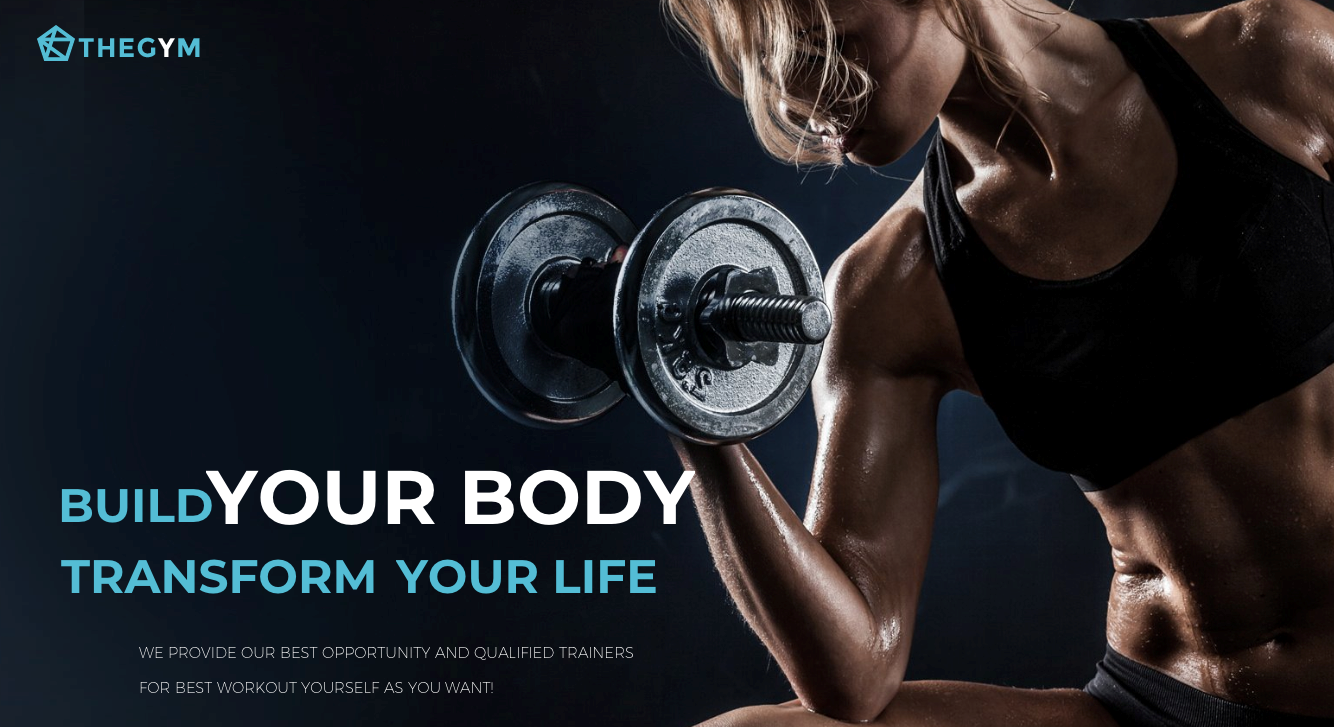 THEGYM
BUILD YOUR BODY
TRANSFORM YOUR LIFE
WE PROVIDE OUR BEST OPPORTUNITY AND QUALIFIED TRAINERS
FOR BEST WORKOUT YOURSELF AS YOU WANT!